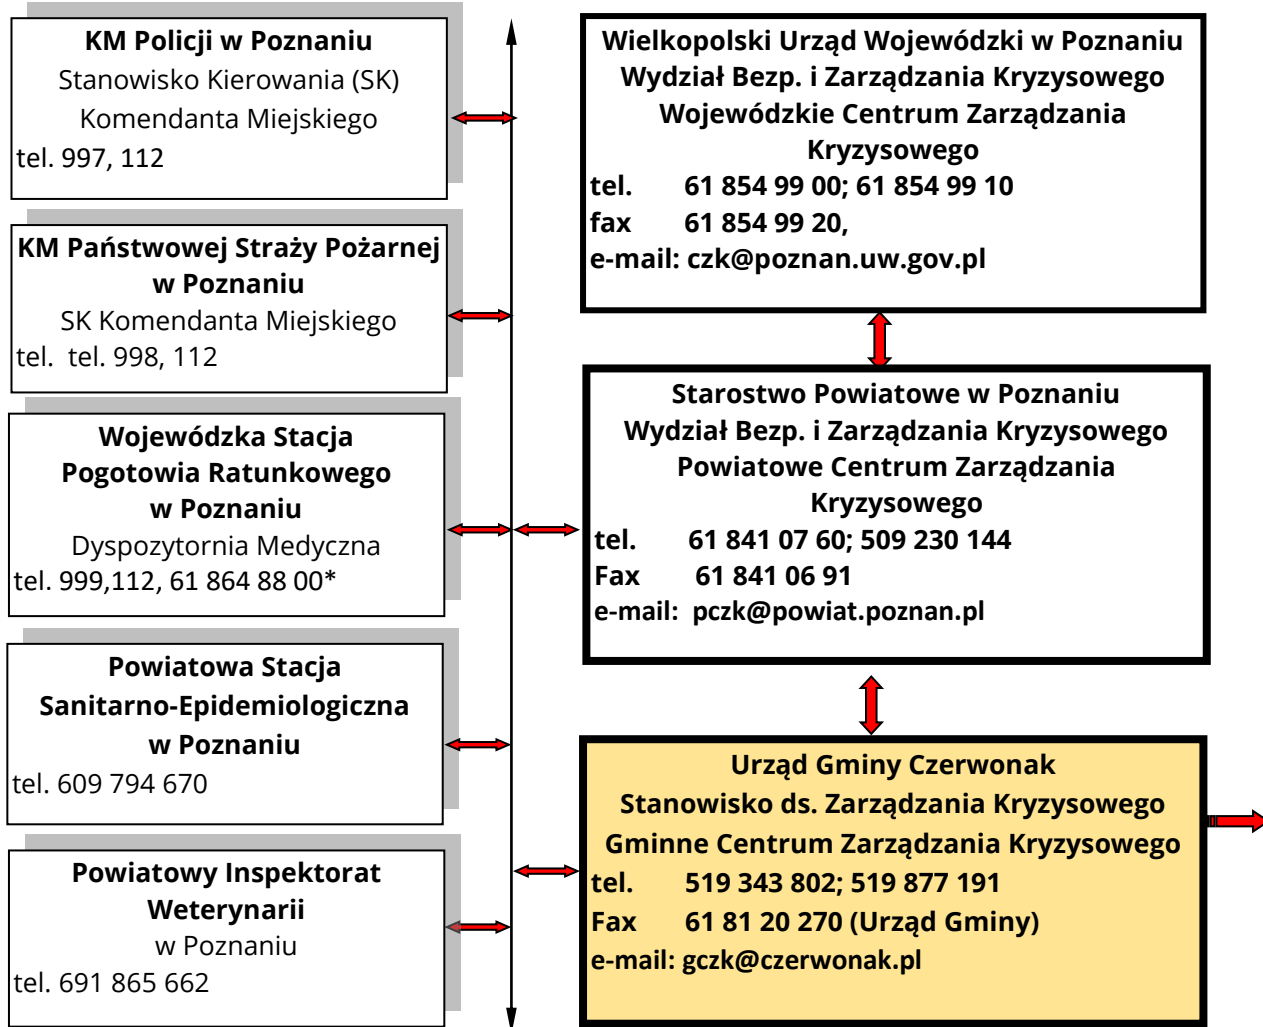 KM Policji w Poznaniu
Stanowisko Kierowania (SK)
Komendanta Miejskiego
tel. 997, 112
KM Państwowej Straży Pożarnej
w Poznaniu
SK Komendanta Miejskiego
tel. tel. 998, 112
Wojewódzka Stacja
Pogotowia Ratunkowego
w Poznaniu
Dyspozytornia Medyczna
tel. 999,112, 61 864 88 00*
Powiatowa Stacja
Sanitarno-Epidemiologiczna
w Poznaniu
tel. 609 794 670
Powiatowy Inspektorat
Weterynarii
w Poznaniu
tel. 691 865 662
Wielkopolski Urząd Wojewódzki w Poznaniu
Wydział Bezp. i Zarządzania Kryzysowego
Wojewódzkie Centrum Zarządzania
Kryzysowego
tel. 61 854 99 00; 61 854 99 10
fax 61 854 99 20,
e-mail: czk@poznan.uw.gov.pl
Starostwo Powiatowe w Poznaniu
Wydział Bezp. i Zarządzania Kryzysowego
Powiatowe Centrum Zarządzania
Kryzysowego
tel. 61 841 07 60; 509 230 144
Fax 61 841 06 91
e-mail: pczk@powiat.poznan.pl
Urząd Gminy Czerwonak
Stanowisko ds. Zarządzania Kryzysowego
Gminne Centrum Zarządzania Kryzysowego
tel. 519 343 802; 519 877 191
Fax 61 81 20 270 (Urząd Gminy)
e-mail: gczk@czerwonak.pl